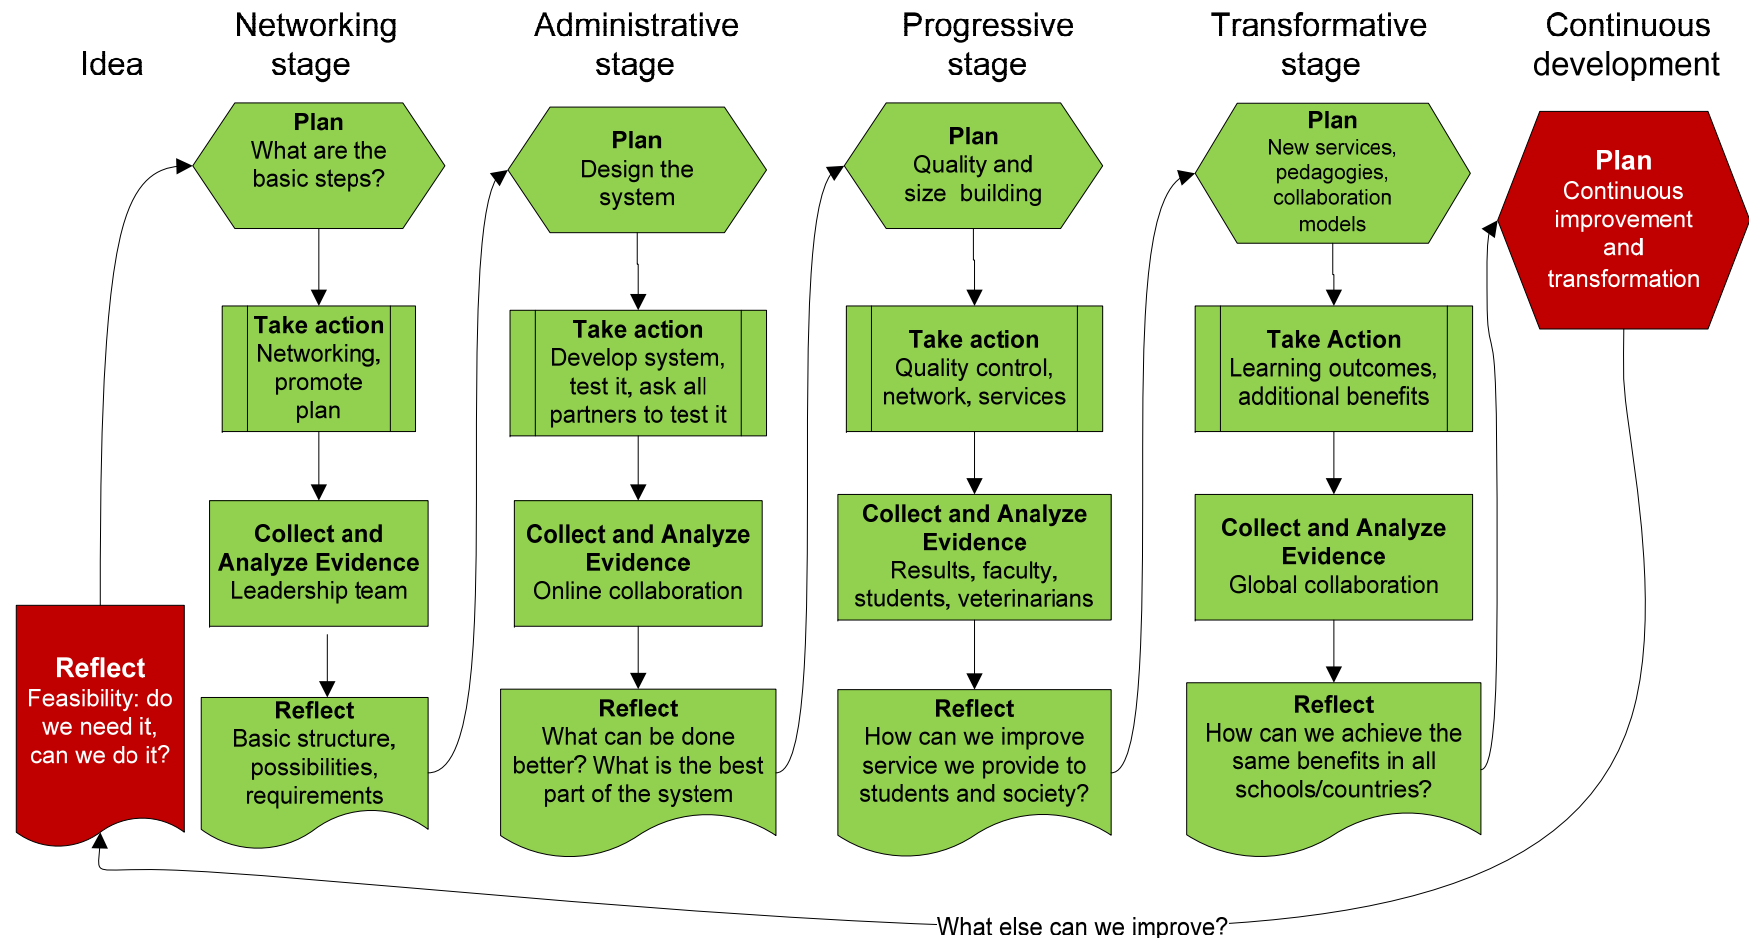 Idea
Networking
stage
Administrative
stage
Progressive
stage
Transformative
stage
Continuous
development
Reflect
Feasibility: do
we need it,
can we do it?
Plan
What are the
basic steps?
Take action
Networking,
promote
plan
Collect and
Analyze Evidence
Leadership team
Reflect
Basic structure,
possibilities,
requirements
Plan
Design the
system
Take action
Develop system,
test it, ask all
partners to test it
Collect and Analyze
Evidence
Online collaboration
Reflect
What can be done
better? What is the best
part of the system
Plan
Quality and
size building
Take action
Quality control,
network, services
Collect and Analyze
Evidence
Results, faculty,
students, veterinarians
Reflect
How can we improve
service we provide to
students and society?
Plan
New services,
pedagogies,
collaboration
models
Take Action
Learning outcomes,
additional benefits
Collect and Analyze
Evidence
Global collaboration
Reflect
How can we achieve the
same benefits in all
schools/countries?
Plan
Continuous
improvement
and
transformation
What else can we improve?